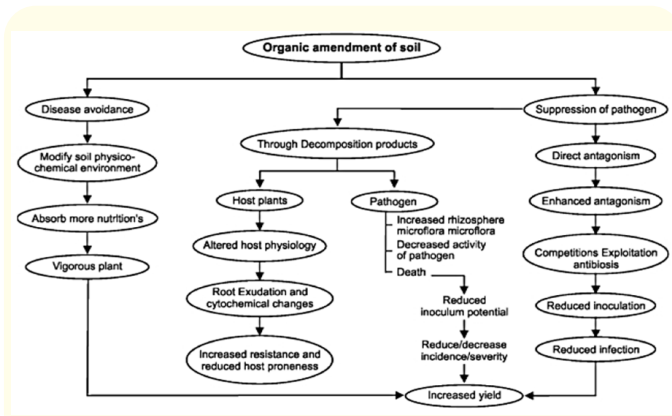 Organic amendment of soil
Disease avoidance
Suppression of pathogen
Through Decomposition products
Modify soil physico-
chemical environment
Direct antagonism
Host plants
Pathogen
Enhanced antagonism
Absorb more nutrition's
Increased rhizosphere
microflora microflora
Altered host physiology
Decreased activity
of pathogen
Competitions Exploitation
antibiosis
Vigorous plant
Death
Root Exudation and
cytochemical changes
Reduced
inoculum potential
Reduced inoculation
Increased resistance and
reduced host proneness
Reduce/decrease
incidence/severity
Reduced infection
Increased yield